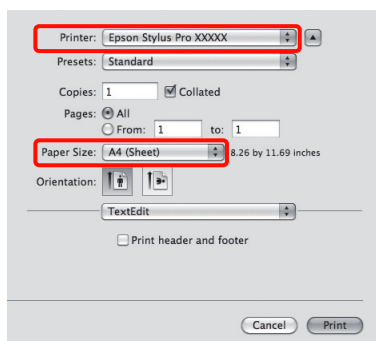 Printer: Epson Stylus Pro XXXXX
Presets: Standard
Copies: 1 Collated
Pages: All
From: 1 to: 1
Paper Size: A4 (Sheet) 8.26 by 11.69 inches
Orientation:
TextEdit
Print header and footer
Cancel Print